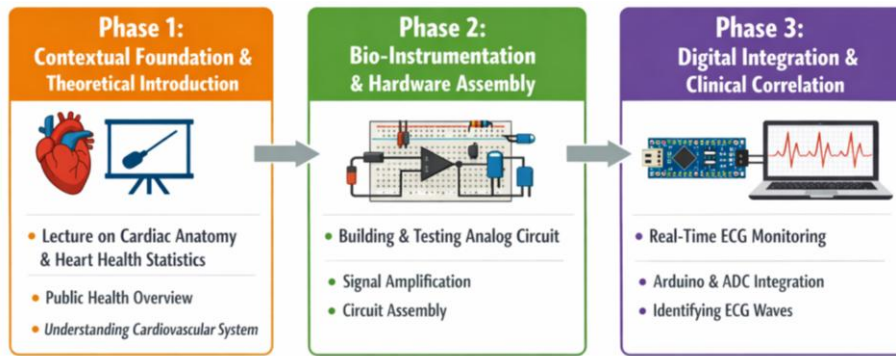 Phase 1:
Contextual Foundation &
Theoretical Introduction
• Lecture on Cardiac Anatomy
& Heart Health Statistics
• Public Health Overview
• Understanding Cardiovascular System
Phase 2:
Bio-Instrumentation
& Hardware Assembly
• Building & Testing Analog Circuit
• Signal Amplification
• Circuit Assembly
Phase 3:
Digital Integration &
Clinical Correlation
• Real-Time ECG Monitoring
• Arduino & ADC Integration
• Identifying ECG Waves